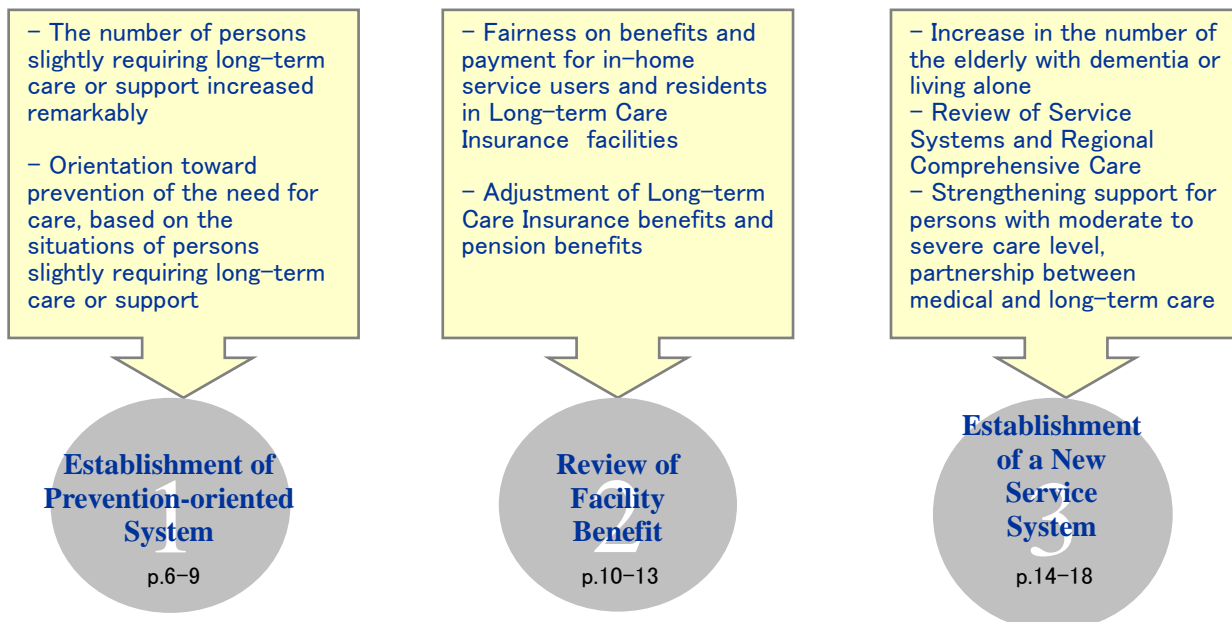 − The number of persons
slightly requiring long−term
care or support increased
remarkably
− Orientation toward
prevention of the need for
care, based on the
situations of persons
slightly requiring long−term
care or support
1
Establishment of
Prevention-oriented
System
p.6−9
− Fairness on benefits and
payment for in−home
service users and residents
in Long−term Care
Insurance facilities
− Adjustment of Long−term
Care Insurance benefits and
pension benefits
2
Review of
Facility
Benefit
p.10−13
− Increase in the number of
the elderly with dementia or
living alone
− Review of Service
Systems and Regional
Comprehensive Care
− Strengthening support for
persons with moderate to
severe care level,
partnership between
medical and long−term care
3
Establishment
of a New
Service
System
p.14−18